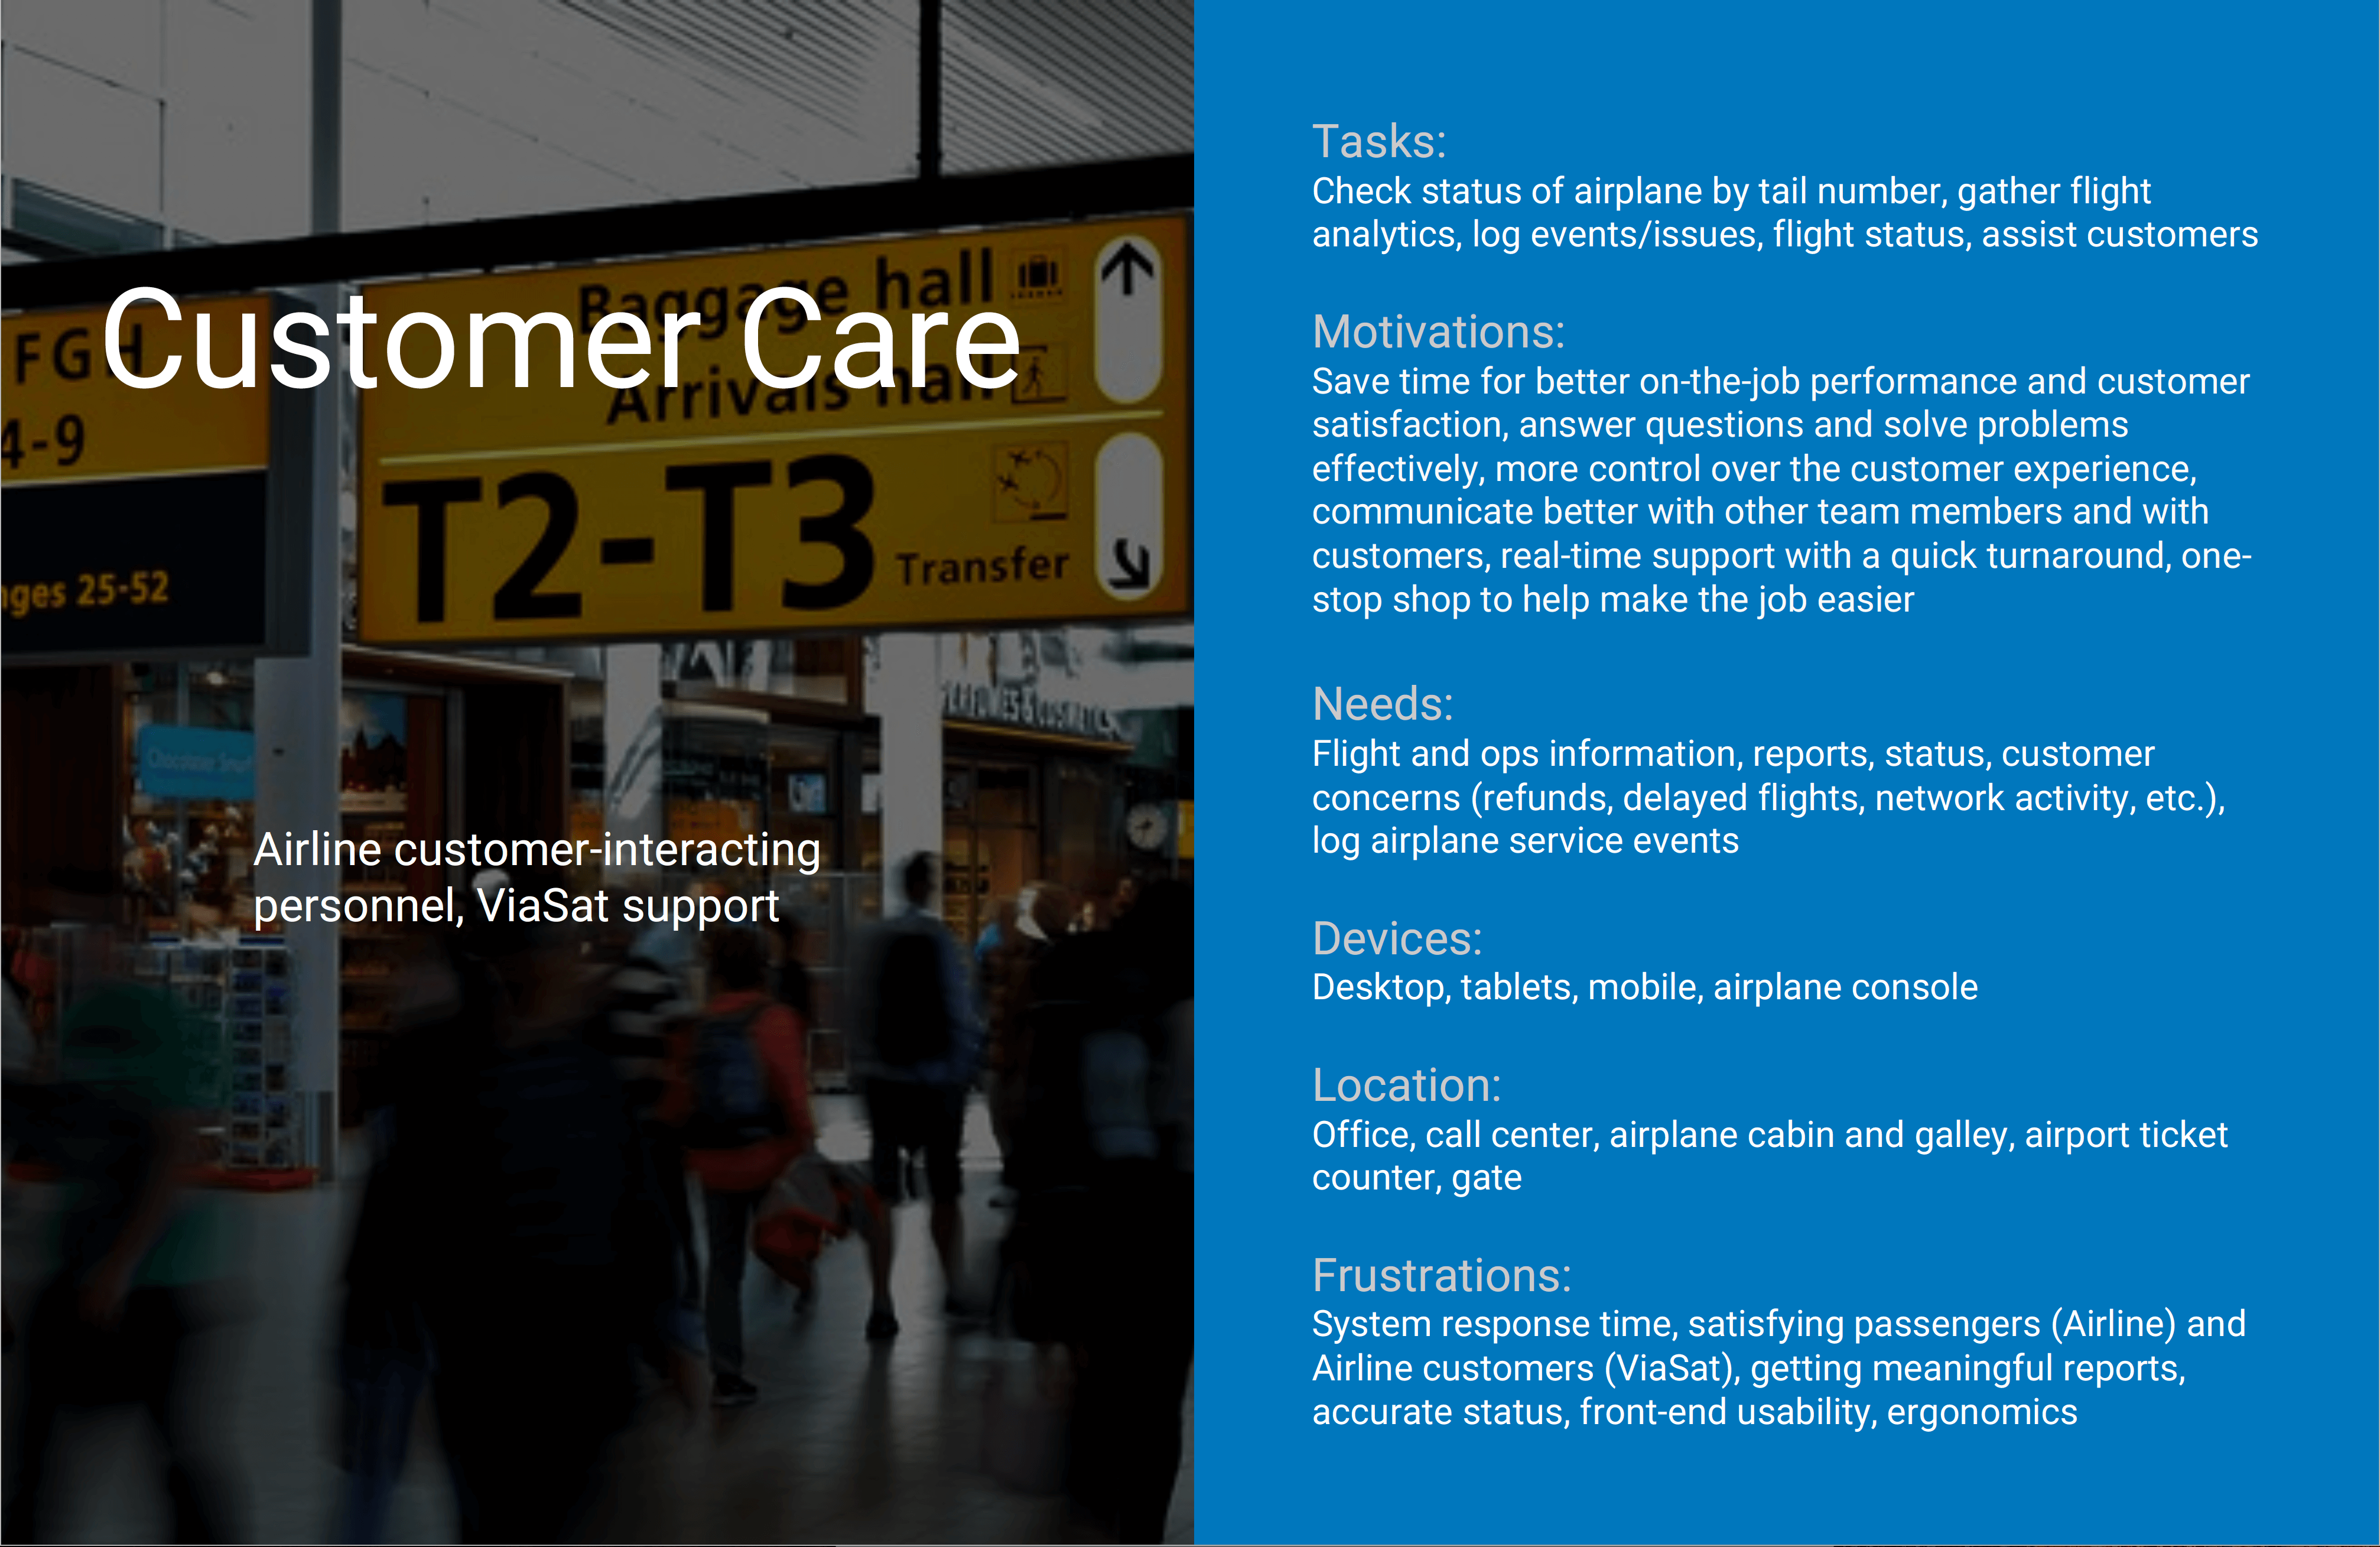 Customer Care
Airline customer-interacting
personnel, ViaSat support
Baggage hall
Arrivals hall
FGH
4-9
25-52
T2-T3
Transfer
Tasks:
Check status of airplane by tail number, gather flight
analytics, log events/issues, flight status, assist customers
Motivations:
Save time for better on-the-job performance and customer
satisfaction, answer questions and solve problems
effectively, more control over the customer experience,
communicate better with other team members and with
customers, real-time support with a quick turnaround, one-
stop shop to help make the job easier
Needs:
Flight and ops information, reports, status, customer
concerns (refunds, delayed flights, network activity, etc.),
log airplane service events
Devices:
Desktop, tablets, mobile, airplane console
Location:
Office, call center, airplane cabin and galley, airport ticket
counter, gate
Frustrations:
System response time, satisfying passengers (Airline) and
Airline customers (ViaSat), getting meaningful reports,
accurate status, front-end usability, ergonomics